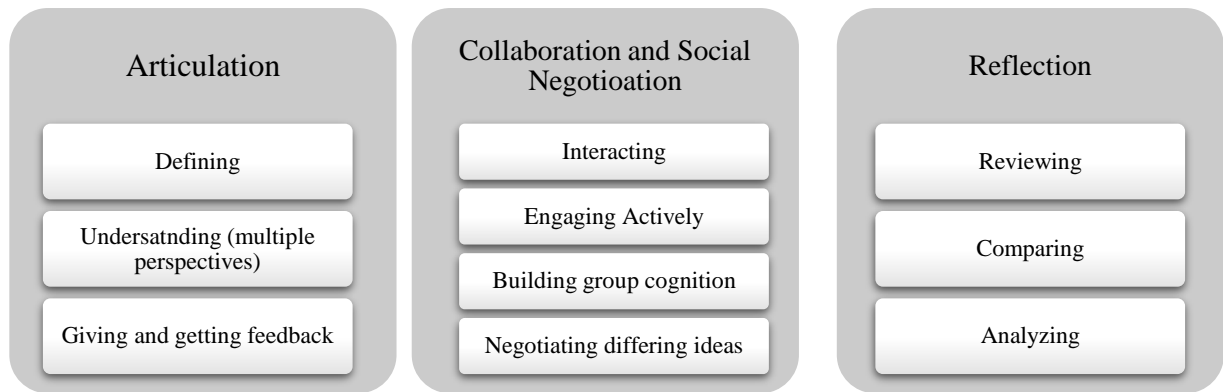 Articulation
Defining
Undersatnding (multiple
perspectives)
Giving and getting feedback
Collaboration and Social
Negotioation
Interacting
Engaging Actively
Building group cognition
Negotiating differing ideas
Reflection
Reviewing
Comparing
Analyzing